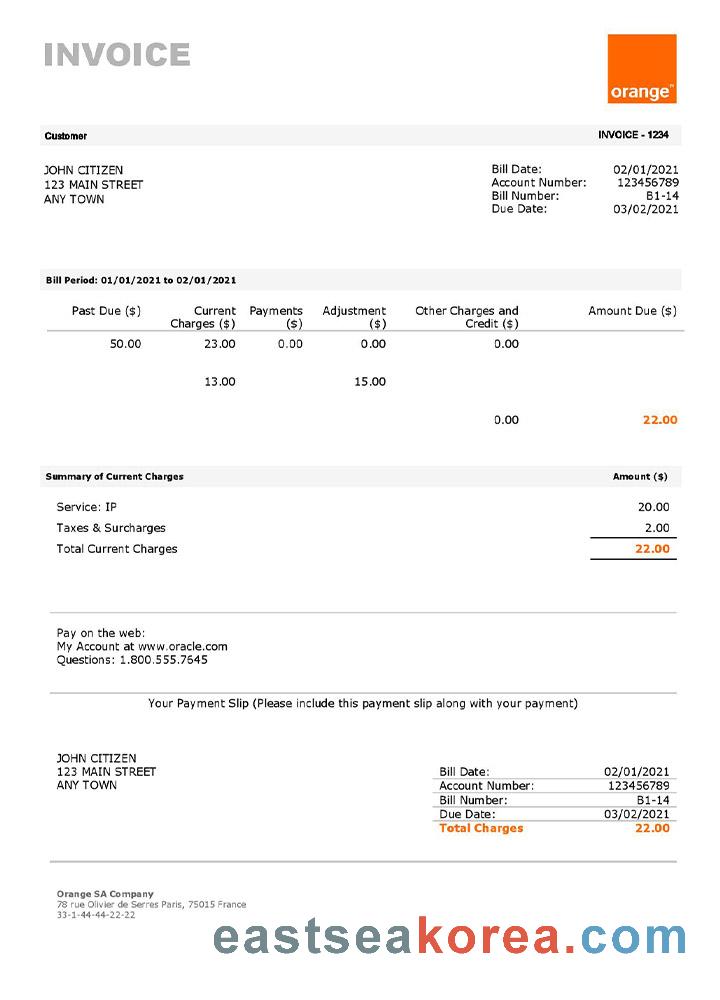 INVOICE
orange™
Customer INVOICE - 1234
JOHN CITIZEN
123 MAIN STREET
ANY TOWN
Bill Date: 02/01/2021
Account Number: 123456789
Bill Number: B1-14
Due Date: 03/02/2021
Bill Period: 01/01/2021 to 02/01/2021
Past Due ($) Current Payments Adjustment Other Charges and Amount Due ($)
Charges ($) ($) ($) Credit ($)
50.00 23.00 0.00 0.00 0.00
13.00 15.00
0.00 22.00
Summary of Current Charges Amount ($)
Service: IP 20.00
Taxes & Surcharges 2.00
Total Current Charges 22.00
Pay on the web:
My Account at www.oracle.com
Questions: 1.800.555.7645
Your Payment Slip (Please include this payment slip along with your payment)
JOHN CITIZEN
123 MAIN STREET
ANY TOWN
Bill Date: 02/01/2021
Account Number: 123456789
Bill Number: B1-14
Due Date: 03/02/2021
Total Charges 22.00
Orange SA Company
78 rue Olivier de Serres Paris, 75015 France
33-1-44-44-22-22
eastseakorea.com